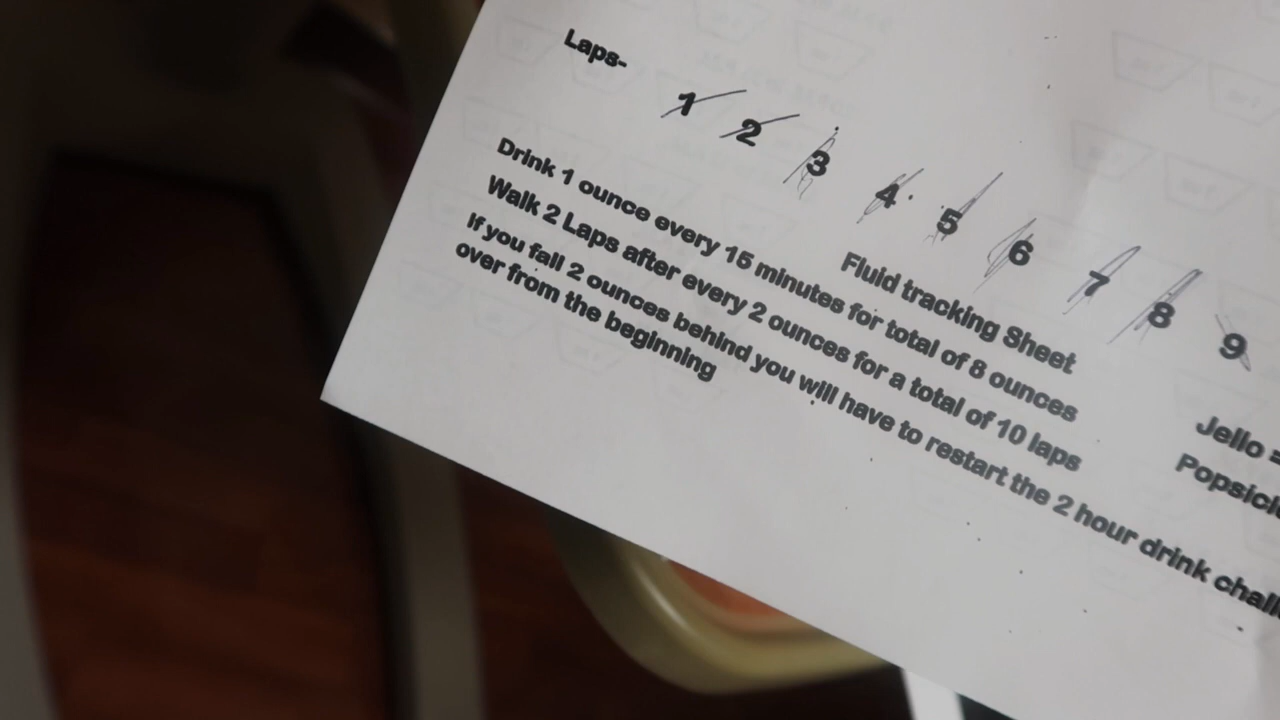 Laps-
1 2 3 4 5 6 7 8 9
Fluid tracking Sheet
Drink 1 ounce every 15 minutes for total of 8 ounces
Walk 2 Laps after every 2 ounces for a total of 10 laps
If you fall 2 ounces behind you will have to restart the 2 hour drink chall
over from the beginning
Jello =
Popsicle